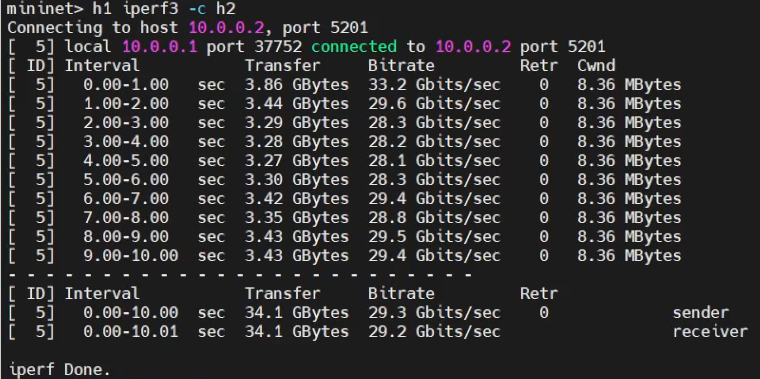 mininet> h1 iperf3 -c h2
Connecting to host 10.0.0.2, port 5201
[  5] local 10.0.0.1 port 37752 connected to 10.0.0.2 port 5201
[ ID] Interval           Transfer     Bitrate         Retr  Cwnd
[  5]   0.00-1.00   sec  3.86 GBytes  33.2 Gbits/sec    0   8.36 MBytes
[  5]   1.00-2.00   sec  3.44 GBytes  29.6 Gbits/sec    0   8.36 MBytes
[  5]   2.00-3.00   sec  3.29 GBytes  28.3 Gbits/sec    0   8.36 MBytes
[  5]   3.00-4.00   sec  3.28 GBytes  28.2 Gbits/sec    0   8.36 MBytes
[  5]   4.00-5.00   sec  3.27 GBytes  28.1 Gbits/sec    0   8.36 MBytes
[  5]   5.00-6.00   sec  3.30 GBytes  28.3 Gbits/sec    0   8.36 MBytes
[  5]   6.00-7.00   sec  3.42 GBytes  29.4 Gbits/sec    0   8.36 MBytes
[  5]   7.00-8.00   sec  3.35 GBytes  28.8 Gbits/sec    0   8.36 MBytes
[  5]   8.00-9.00   sec  3.43 GBytes  29.5 Gbits/sec    0   8.36 MBytes
[  5]   9.00-10.00  sec  3.43 GBytes  29.4 Gbits/sec    0   8.36 MBytes
- - - - - - - - - - - - - - - - - - - - - - - - -
[ ID] Interval           Transfer     Bitrate         Retr
[  5]   0.00-10.00  sec  34.1 GBytes  29.3 Gbits/sec    0             sender
[  5]   0.00-10.01  sec  34.1 GBytes  29.2 Gbits/sec                  receiver
iperf Done.